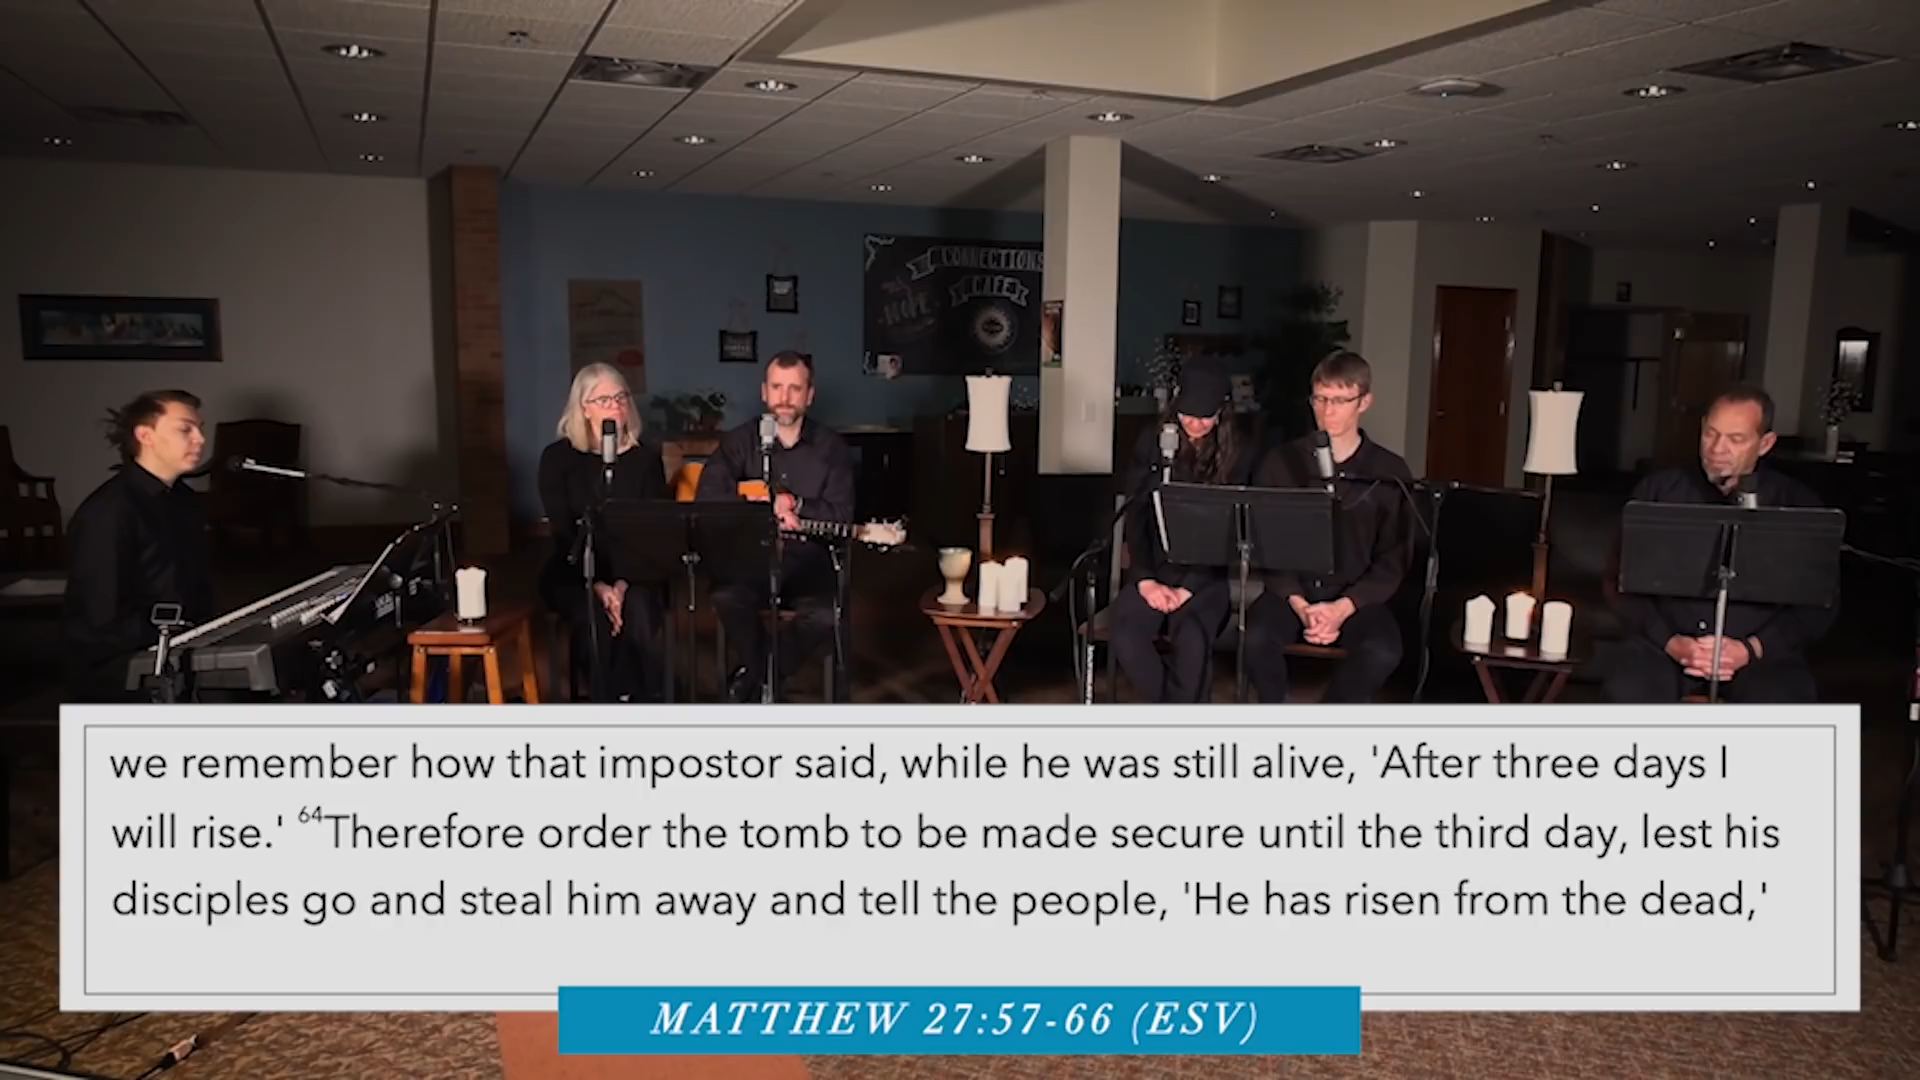 CONNECTIONS
CAFE
HOPE
we remember how that impostor said, while he was still alive, 'After three days I
will rise.' 64Therefore order the tomb to be made secure until the third day, lest his
disciples go and steal him away and tell the people, 'He has risen from the dead,'
MATTHEW 27:57-66 (ESV)